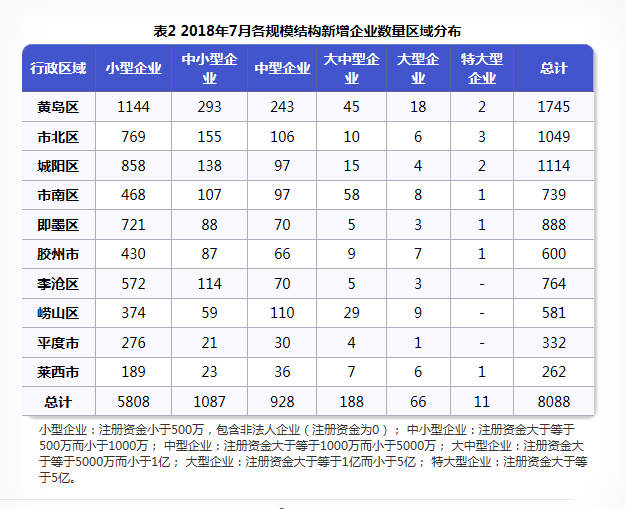 表2 2018年7月各规模结构新增企业数量区域分布
行政区域 小型企业 中小型企业 中型企业 大中型企业 大型企业 特大型企业 总计
黄岛区 1144 293 243 45 18 2 1745
市北区 769 155 106 10 6 3 1049
城阳区 858 138 97 15 4 2 1114
市南区 468 107 97 58 8 1 739
即墨区 721 88 70 5 3 1 888
胶州市 430 87 66 9 7 1 600
李沧区 572 114 70 5 3 - 764
崂山区 374 59 110 29 9 - 581
平度市 276 21 30 4 1 - 332
莱西市 189 23 36 7 6 1 262
总计 5808 1087 928 188 66 11 8088
小型企业：注册资金小于500万，包含非法人企业（注册资金为0）； 中小型企业：注册资金大于等于
500万而小于1000万； 中型企业：注册资金大于等于1000万而小于5000万； 大中型企业：注册资金大
于等于5000万而小于1亿； 大型企业：注册资金大于等于1亿而小于5亿； 特大型企业：注册资金大于等
于5亿。